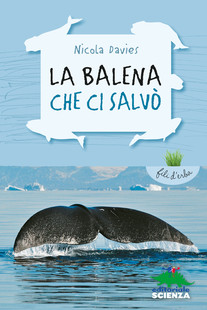 Nicola Davies
LA BALENA
CHE CI SALVÒ
fili d'erba
editoriale
SCIENZA